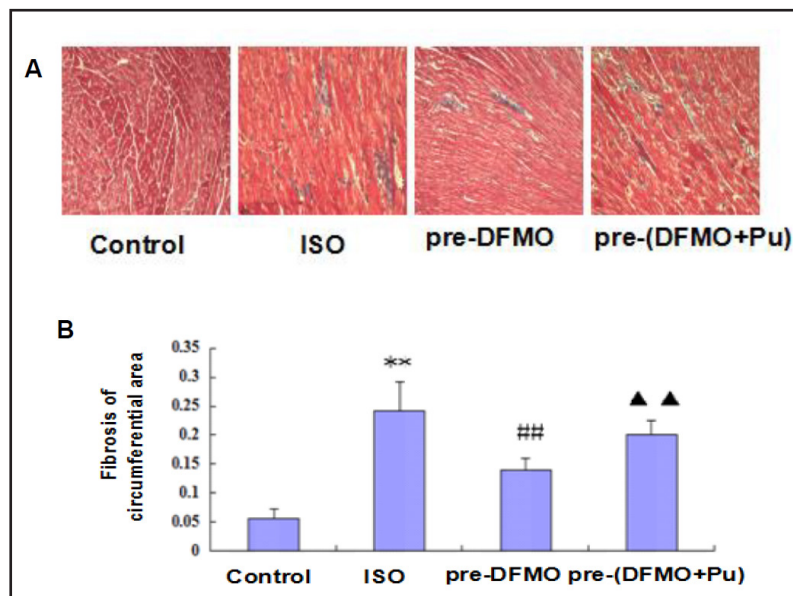 A
Control ISO pre-DFMO pre-(DFMO+Pu)
B
Fibrosis of
circumferential area
0.35
0.3
0.25
0.2
0.15
0.1
0.05
0
**
##
▲ ▲
Control ISO pre-DFMO pre-(DFMO+Pu)